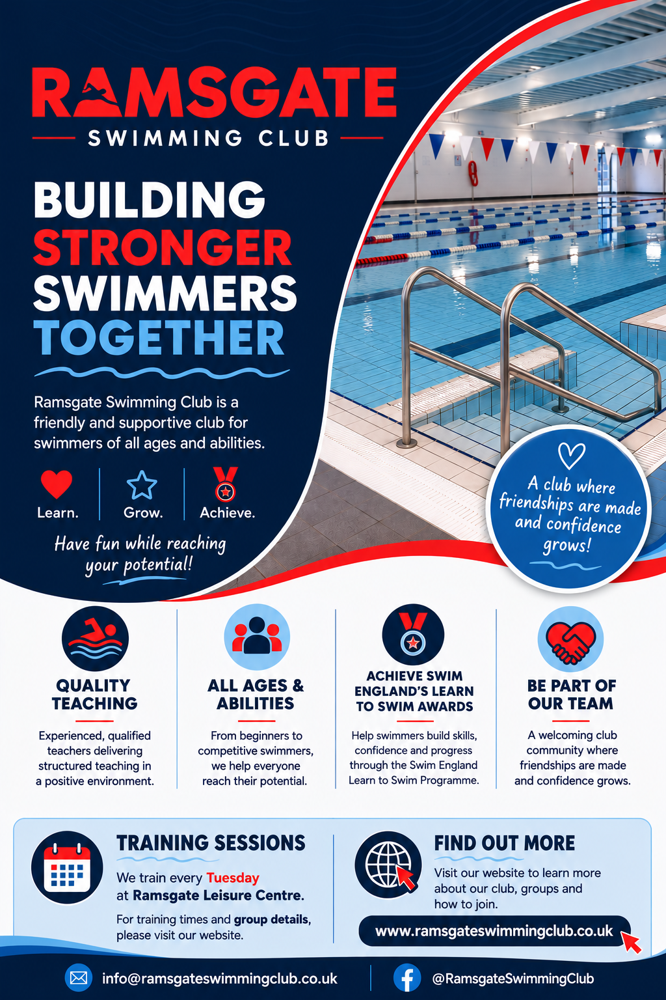 RAMSGATE
SWIMMING CLUB
BUILDING
STRONGER
SWIMMERS
TOGETHER
Ramsgate Swimming Club is a
friendly and supportive club for
swimmers of all ages and abilities.
Learn.
Grow.
Achieve.
Have fun while reaching
your potential!
A club where
friendships are made
and confidence
grows!
QUALITY
TEACHING
Experienced, qualified
teachers delivering
structured teaching in
a positive environment.
ALL AGES &
ABILITIES
From beginners to
competitive swimmers,
we help everyone
reach their potential.
ACHIEVE SWIM
ENGLAND'S LEARN
TO SWIM AWARDS
Help swimmers build skills,
confidence and progress
through the Swim England
Learn to Swim Programme.
BE PART OF
OUR TEAM
A welcoming club
community where
friendships are made
and confidence grows.
TRAINING SESSIONS
We train every Tuesday
at Ramsgate Leisure Centre.
For training times and group details,
please visit our website.
FIND OUT MORE
Visit our website to learn more
about our club, groups and
how to join.
www.ramsgateswimmingclub.co.uk
info@ramsgateswimmingclub.co.uk
@RamsgateSwimmingClub